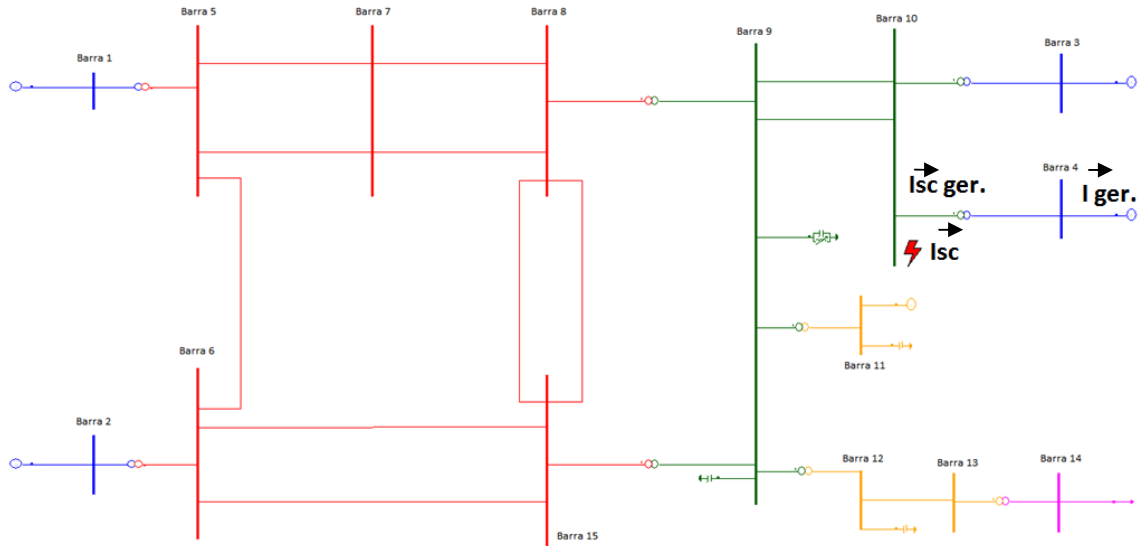 Barra 5
Barra 7
Barra 8
Barra 10
Barra 9
Barra 3
Barra 1
Barra 4
Isc ger.
I ger.
Isc
Barra 6
Barra 11
Barra 2
Barra 12
Barra 13
Barra 14
Barra 15